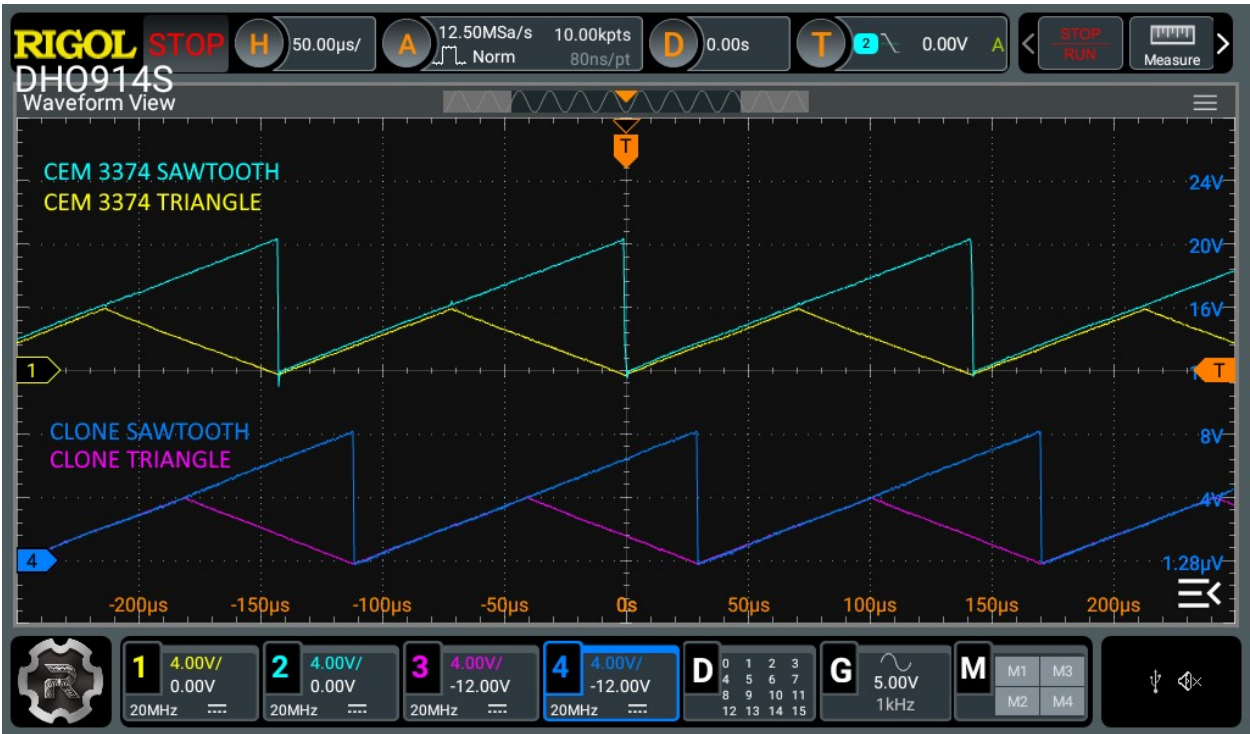 RIGOL STOP H 50.00μs/ A 12.50MSa/s 10.00kpts D 0.00s T 2 0.00V A STOP RUN Measure
Norm 80ns/pt
DHO914S
Waveform View
T
CEM 3374 SAWTOOTH
24V
CEM 3374 TRIANGLE
20V
16V
1 T
CLONE SAWTOOTH
8V
CLONE TRIANGLE
4V
4 1.28μV
-200μs -150μs -100μs -50μs 0s 50μs 100μs 150μs 200μs
1 4.00V/ 2 4.00V/ 3 4.00V/ 4 4.00V/ D 0 1 2 3 G M M1 M3
0.00V 0.00V -12.00V -12.00V 4 5 6 7 5.00V
8 9 10 11 1kHz M2 M4
20MHz 20MHz 20MHz 20MHz 12 13 14 15
R